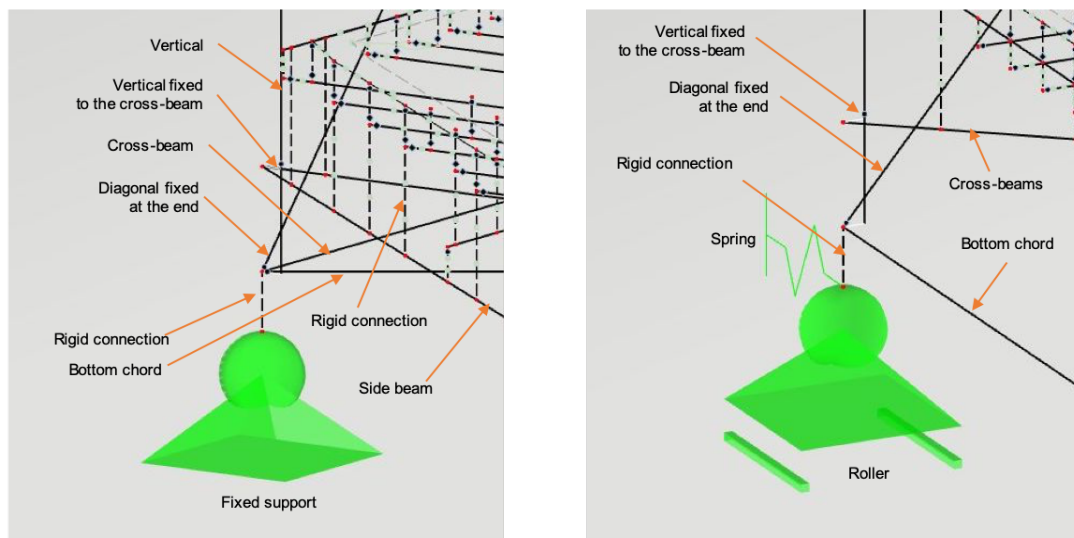 Vertical
Vertical fixed
to the cross-beam
Cross-beam
Diagonal fixed
at the end
Rigid connection
Rigid connection
Bottom chord
Side beam
Fixed support
Vertical fixed
to the cross-beam
Diagonal fixed
at the end
Rigid connection
Cross-beams
Spring
Bottom chord
Roller